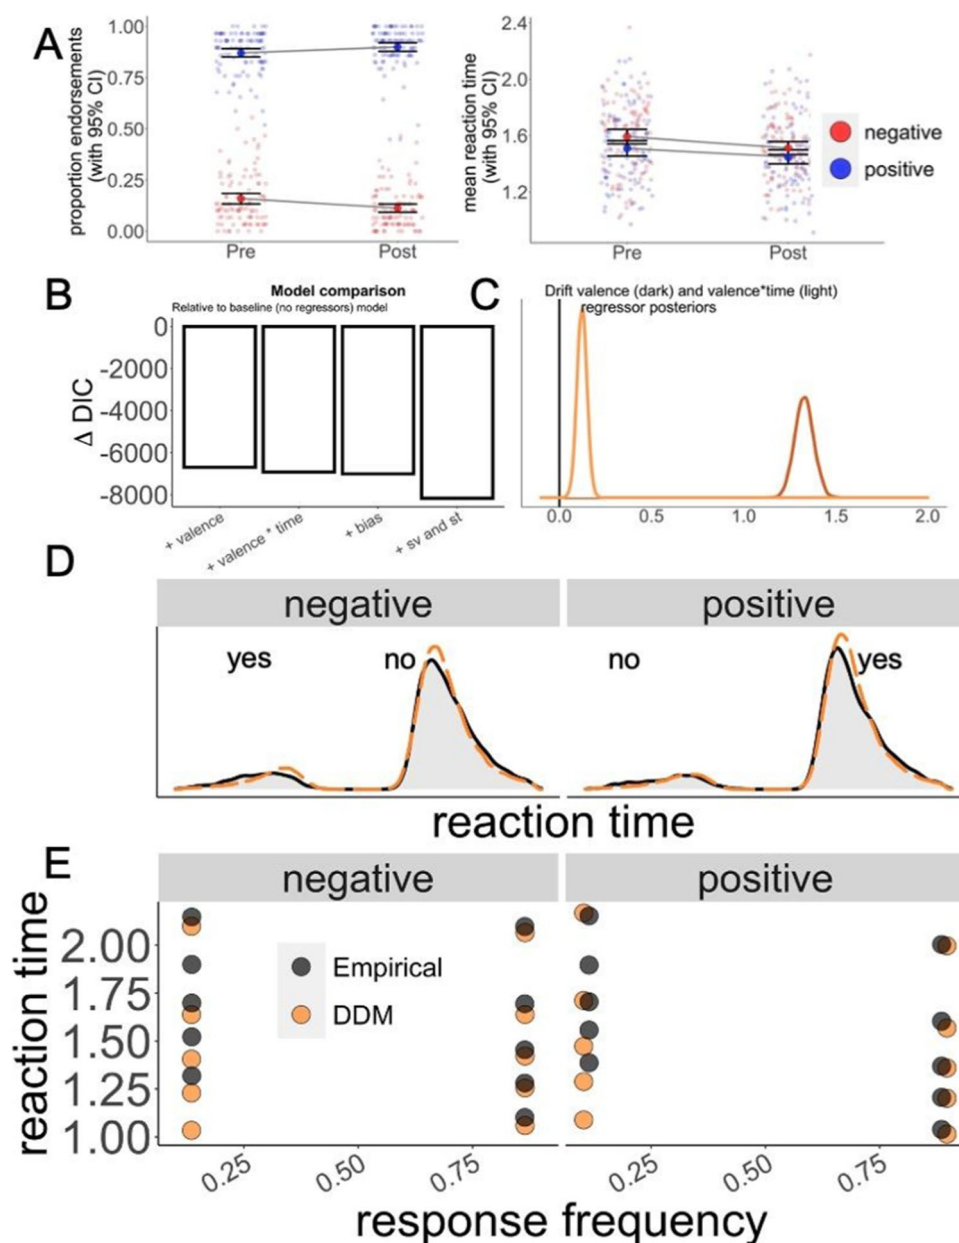 A
proportion endorsements
(with 95% CI)
1.00
0.75
0.50
0.25
0.00
Pre
Post
mean reaction time
(with 95% CI)
2.4
2.0
1.6
1.2
Pre
Post
negative
positive
B
Model comparison
Relative to baseline (no regressors) model
Δ DIC
0
-2000
-4000
-6000
-8000
+ valence
+ valence * time
+ bias
+ sv and st
C
Drift valence (dark) and valence*time (light)
regressor posteriors
0.0
0.5
1.0
1.5
2.0
D
negative
positive
yes
no
no
yes
reaction time
E
negative
positive
reaction time
2.00
1.75
1.50
1.25
1.00
Empirical
DDM
0.25
0.50
0.75
0.25
0.50
0.75
response frequency